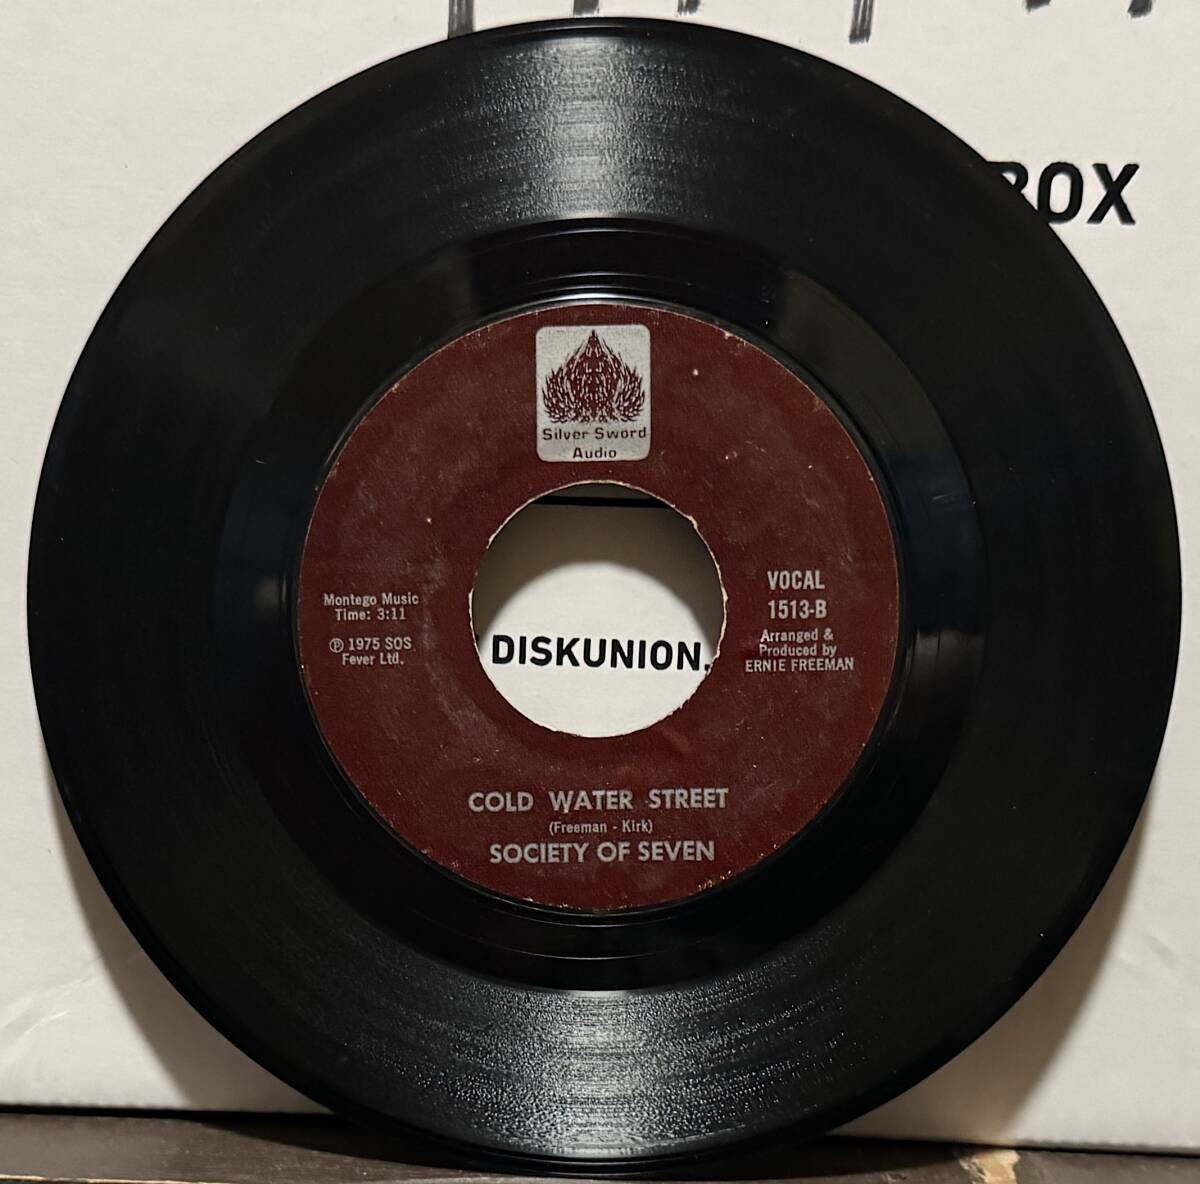 BOX
Silver Sword
Audio
Montego Music
Time: 3:11
℗ 1975 SOS
Fever Ltd.
DISKUNION.
VOCAL
1513-B
Arranged &
Produced by
ERNIE FREEMAN
COLD WATER STREET
(Freeman - Kirk)
SOCIETY OF SEVEN